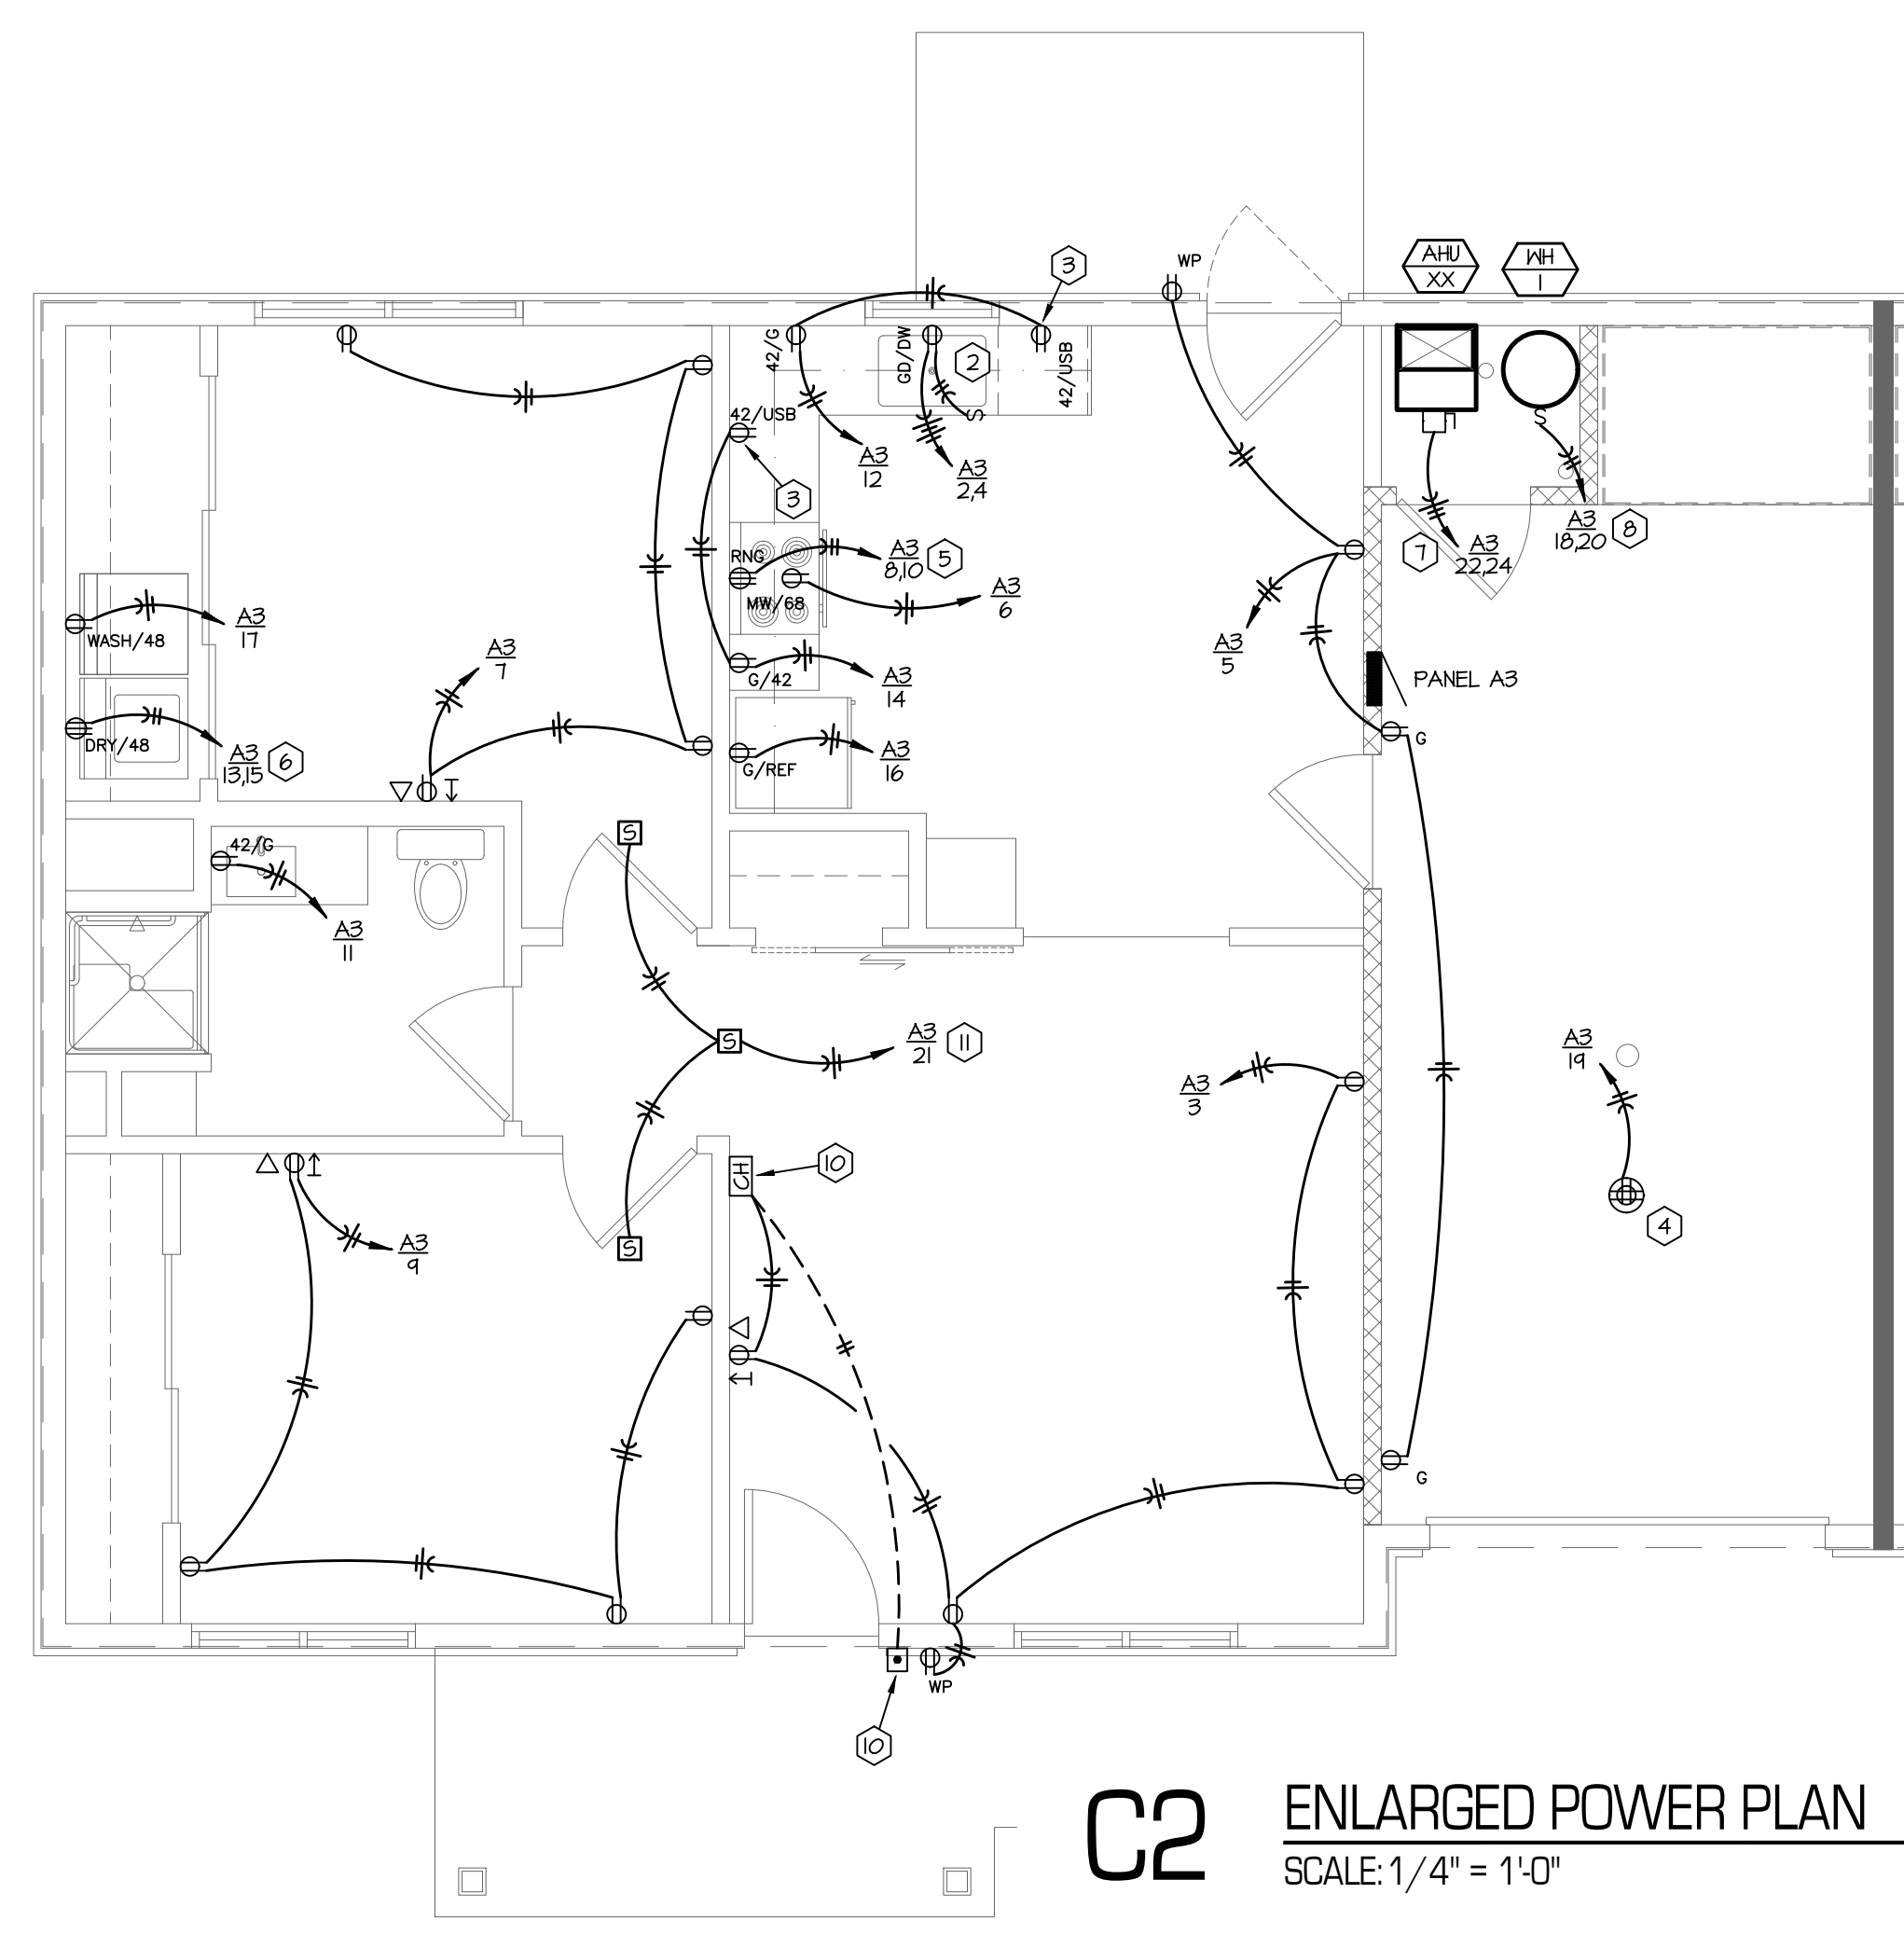 3
WP
AHU
XX
WH
1
42/G
GD/DW
2
42/USB
S
42/USB
S
A3
12
A3
2,4
3
A3
18,20
8
RNG
A3
8,10
5
7
A3
22,24
MW/68
A3
6
WASH/48
A3
17
A3
7
A3
5
G/42
A3
14
PANEL A3
DRY/48
A3
13,15
6
G/REF
A3
16
G
S
42/G
A3
11
S
A3
21
11
A3
19
A3
3
CH
10
4
S
A3
9
G
WP
10
C2
ENLARGED POWER PLAN
SCALE: 1/4" = 1'-0"